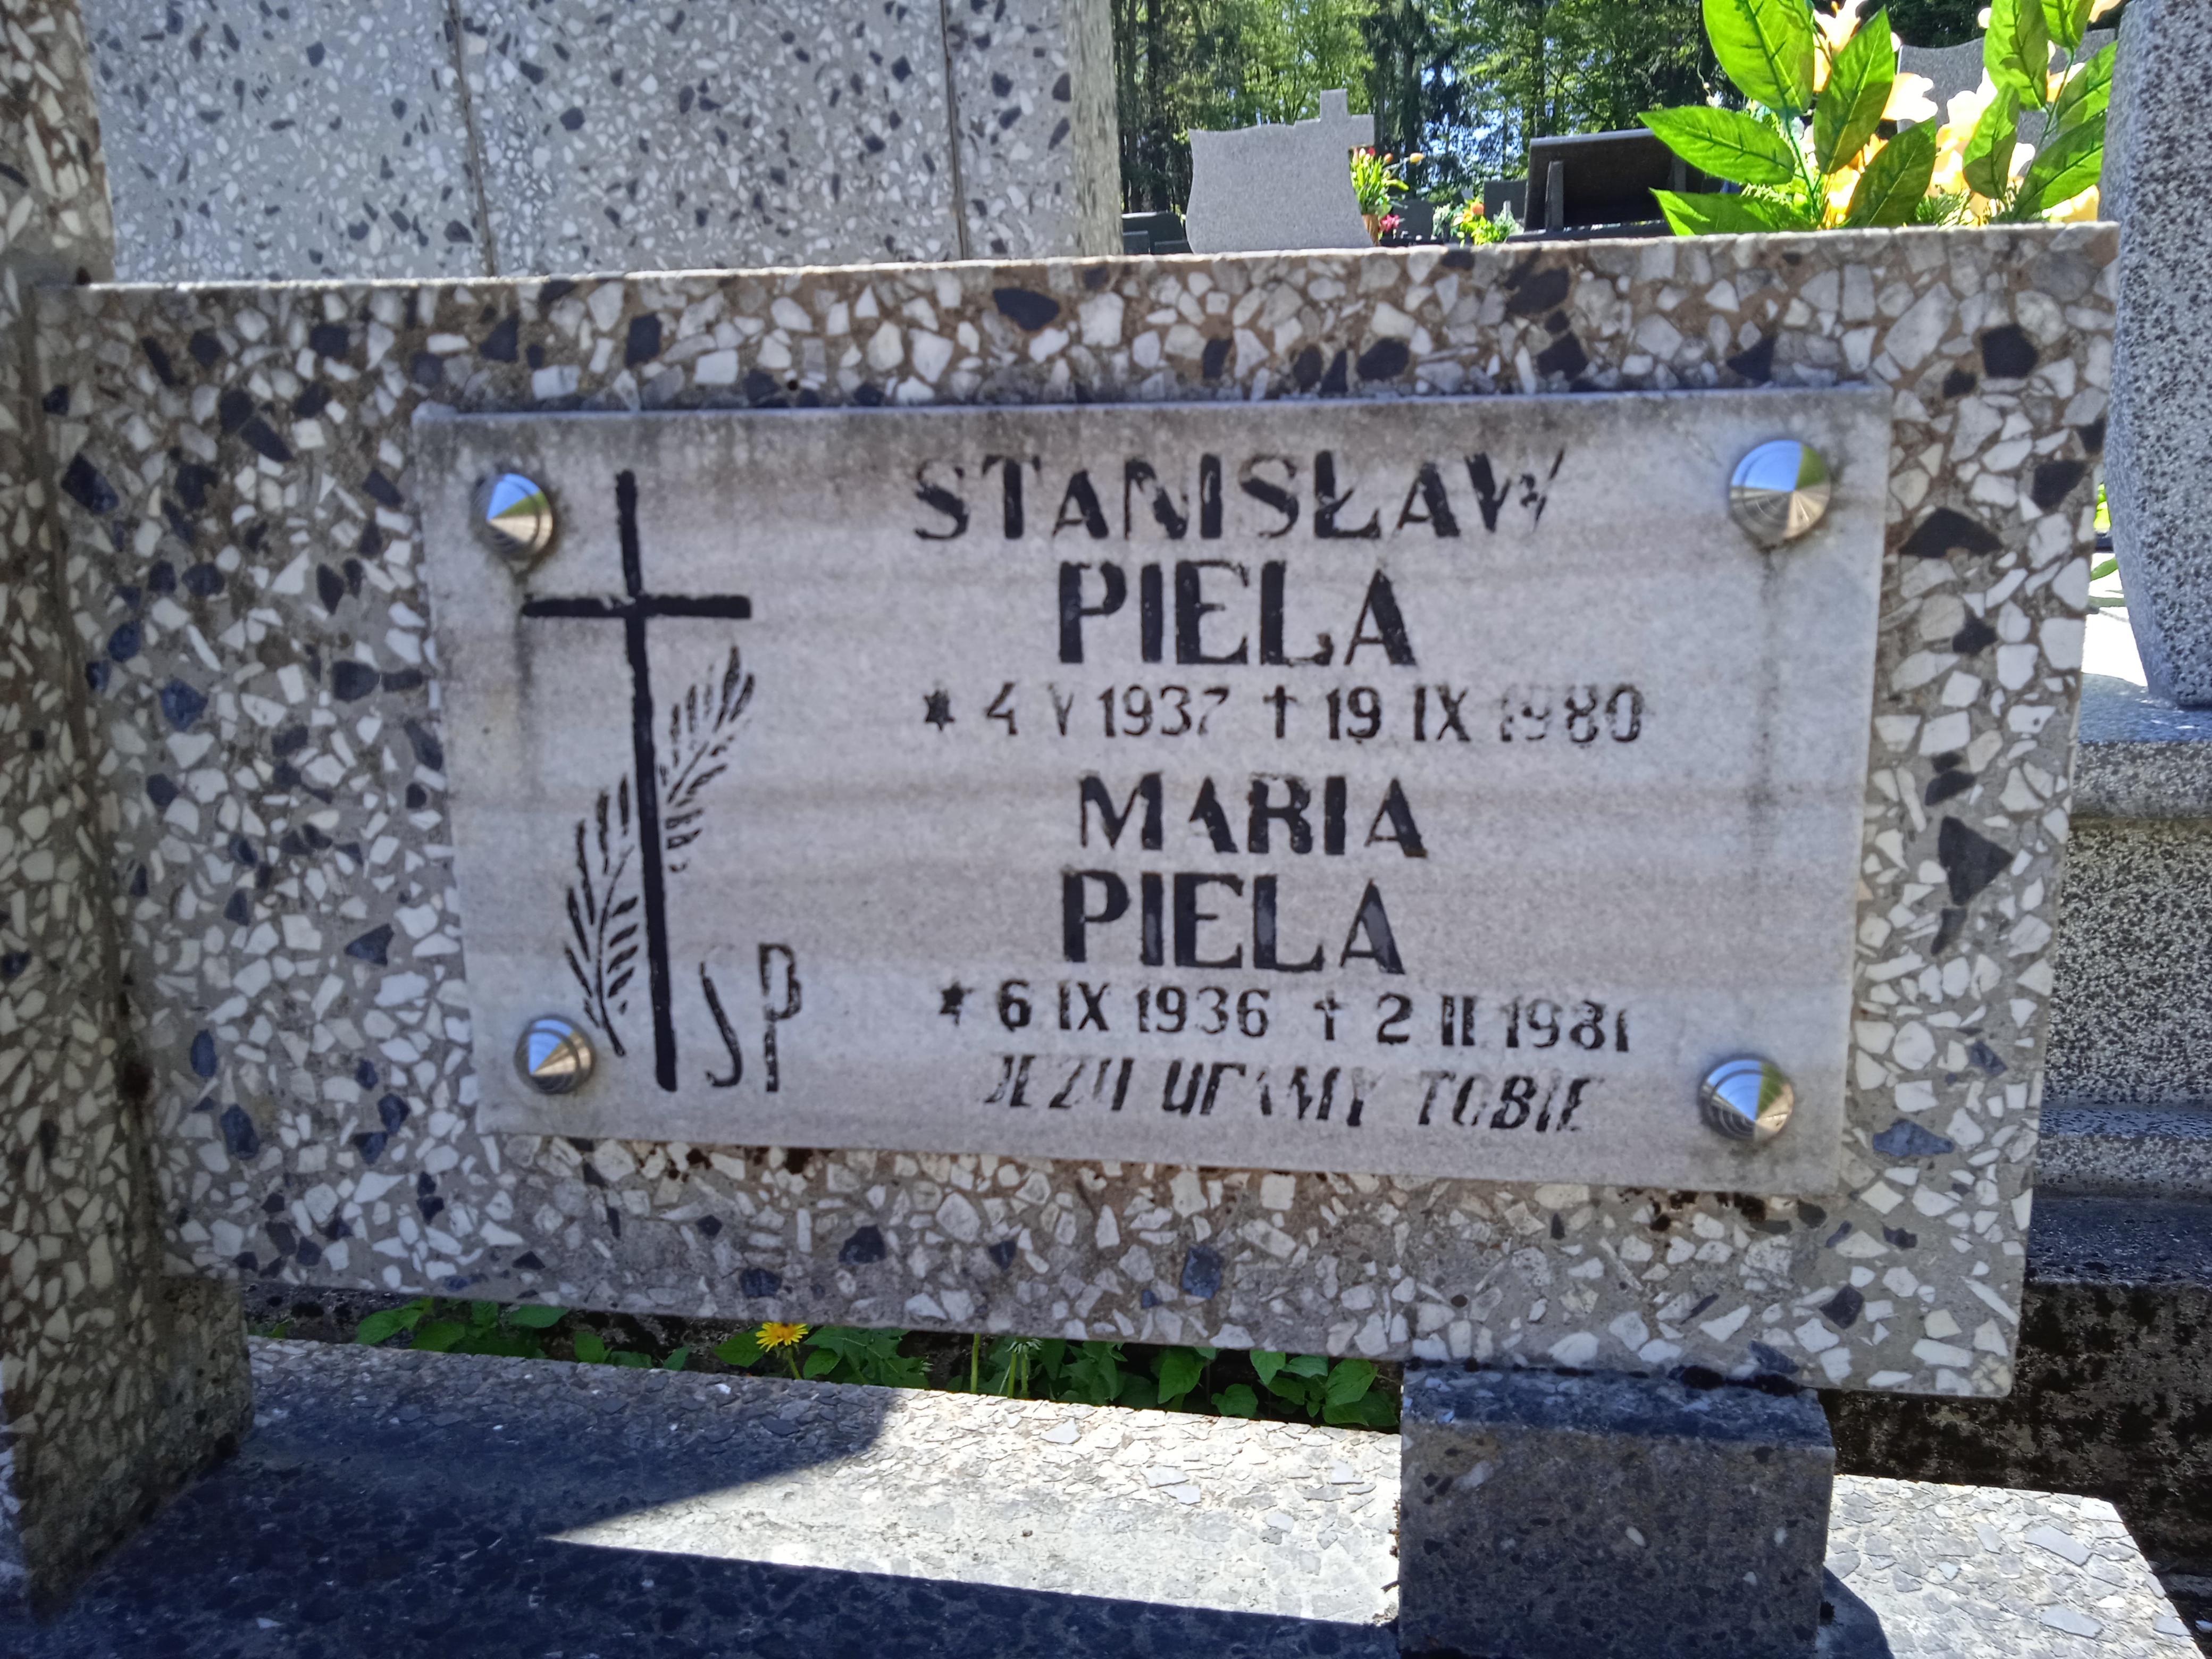 STANISŁAW
PIELA
* 4 V 1937 † 19 IX 1980
MARIA
PIELA
* 6 IX 1936 † 2 II 1981
SP
JEZU UFAMY TOBIE